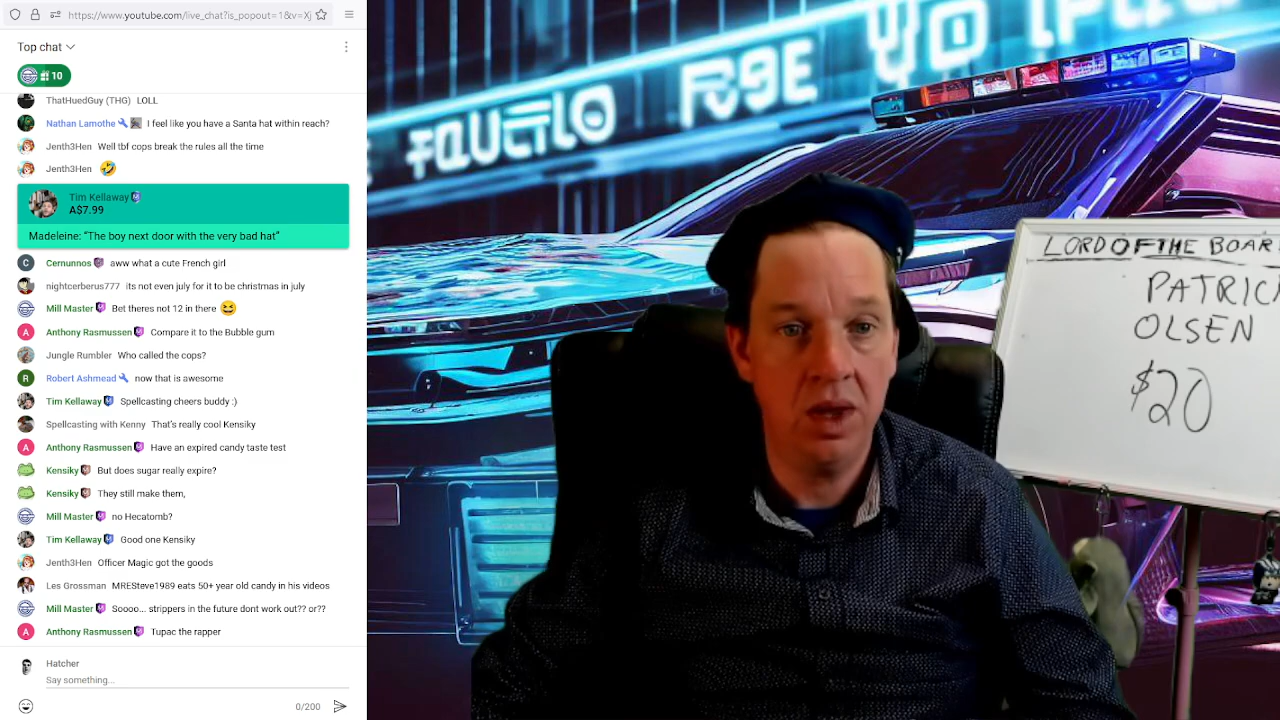 https://www.youtube.com/live_chat?is_popout=1&v=Xj
Top chat
10
ThatHuedGuy (THG) LOLL
Nathan Lamothe I feel like you have a Santa hat within reach?
Jenth3Hen Well tbf cops break the rules all the time
Jenth3Hen 🤣
Tim Kellaway
A$7.99
Madeleine: “The boy next door with the very bad hat”
Cernunnos aww what a cute French girl
nightcerberus777 its not even july for it to be christmas in july
Mill Master Bet theres not 12 in there 😆
Anthony Rasmussen Compare it to the Bubble gum
Jungle Rumbler Who called the cops?
Robert Ashmead now that is awesome
Tim Kellaway Spellcasting cheers buddy :)
Spellcasting with Kenny That's really cool Kensiky
Anthony Rasmussen Have an expired candy taste test
Kensiky But does sugar really expire?
Kensiky They still make them,
Mill Master no Hecatomb?
Tim Kellaway Good one Kensiky
Jenth3Hen Officer Magic got the goods
Les Grossman MRESteve1989 eats 50+ year old candy in his videos
Mill Master Soooo... strippers in the future dont work out?? or??
Anthony Rasmussen Tupac the rapper
Hatcher
Say something...
0/200
LORD OF THE BOAR
PATRIC
OLSEN
$20